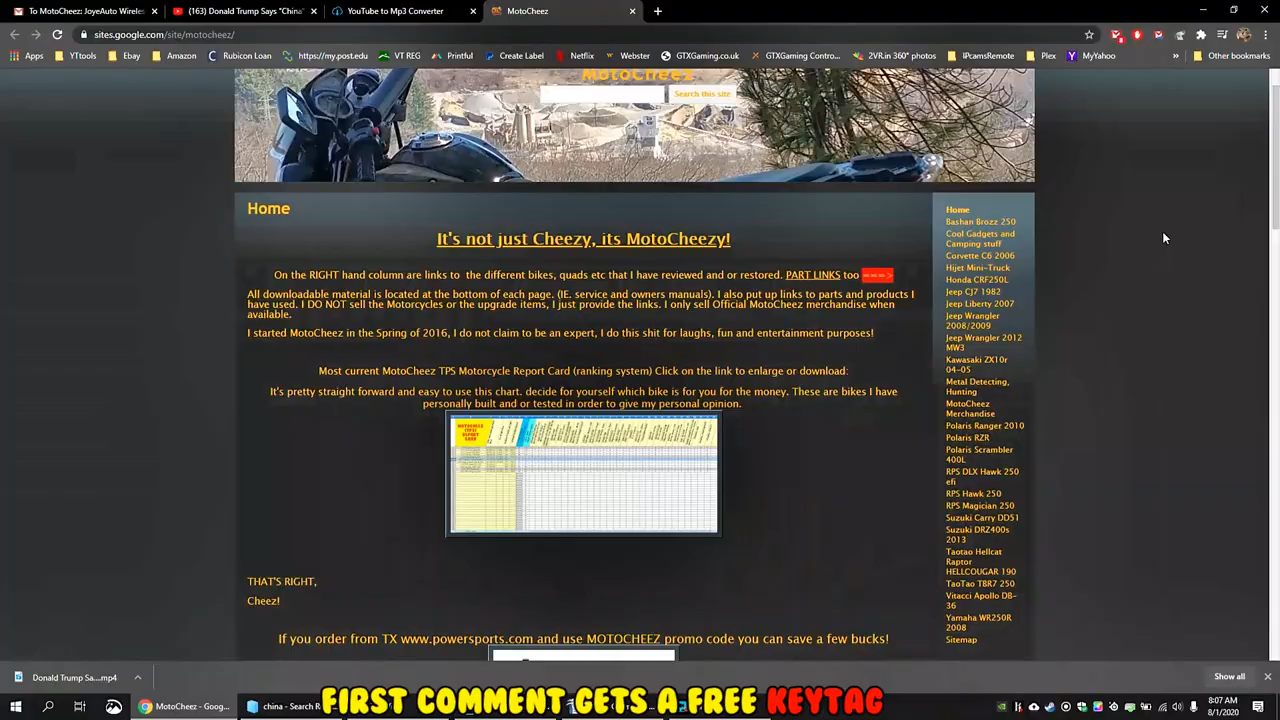 To MotoCheez: JoeyAutism
(163) Donald Trump Says "China"
YouTube to Mp3 Converter
MotoCheez
sites.google.com/site/motocheez/
Apps
YTtools
Ebay
Amazon
Rubicon Loan
https://my.post.edu
VT REG
Printful
Create Label
Netflix
Webster
GTXGaming.co.uk
GTXGaming Contro...
2VR.in 360° photos
IPcamsRemote
Plex
MyYahoo
»
Other bookmarks
MotoCheez
Search this site
Home
It's not just Cheezy, its MotoCheezy!
On the RIGHT hand column are links to the different bikes, quads etc that I have reviewed and or restored. PART LINKS too ===>
All downloadable material is located at the bottom of each page. (IE. service and owners manuals). I also put up links to parts and products I
have used. I DO NOT sell the Motorcycles or the upgrade items, I just provide the links. I only sell Official MotoCheez merchandise when
available.
I started MotoCheez in the Spring of 2016, I do not claim to be an expert, I do this shit for laughs, fun and entertainment purposes!
Most current MotoCheez TPS Motorcycle Report Card (ranking system) Click on the link to enlarge or download:
It's pretty straight forward and easy to use this chart. decide for yourself which bike is for you for the money. These are bikes I have
personally built and or tested in order to give my personal opinion.
MOTOCHEEZ
(TPS)
REPORT
CARD
THAT'S RIGHT,
Cheez!
If you order from TX www.powersports.com and use MOTOCHEEZ promo code you can save a few bucks!
Home
Bashan Brozz 250
Cool Gadgets and
Camping stuff
Corvette C6 2006
Hijet Mini-Truck
Honda CRF250L
Jeep CJ7 1982
Jeep Liberty 2007
Jeep Wrangler
2008/2009
Jeep Wrangler 2012
MW3
Kawasaki ZX10r
04-05
Metal Detecting,
Hunting
MotoCheez
Merchandise
Polaris Ranger 2010
Polaris RZR
Polaris Scrambler
400L
RPS DLX Hawk 250
efi
RPS Hawk 250
RPS Magician 250
Suzuki Carry DD51
Suzuki DRZ400s
2013
Taotao Hellcat
Raptor
HELLCOUGAR 190
TaoTao TBR7 250
Vitacci Apollo DB-
36
Yamaha WR250R
2008
Sitemap
Donald Trump Sa....mp4
Show all
MotoCheez - Goog...
china - Search R
FIRST COMMENT GETS A FREE KEYTAG
8:07 AM
8/1/2020